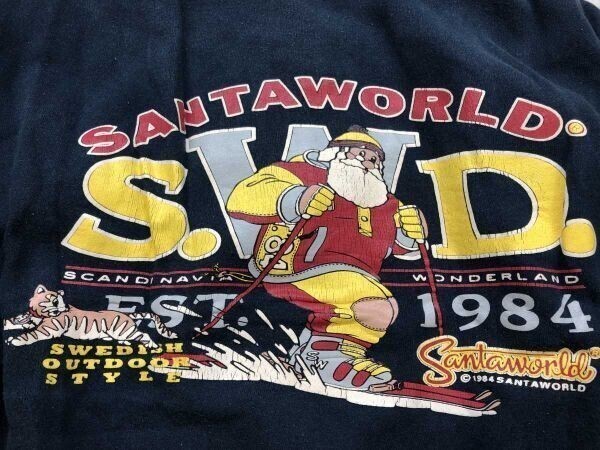 SANTAWORLD.
S.W.D.
SCANDINAVIA WONDERLAND
EST. 1984
SWEDISH
OUTDOOR
STYLE
Santaworld®
©1984 SANTAWORLD